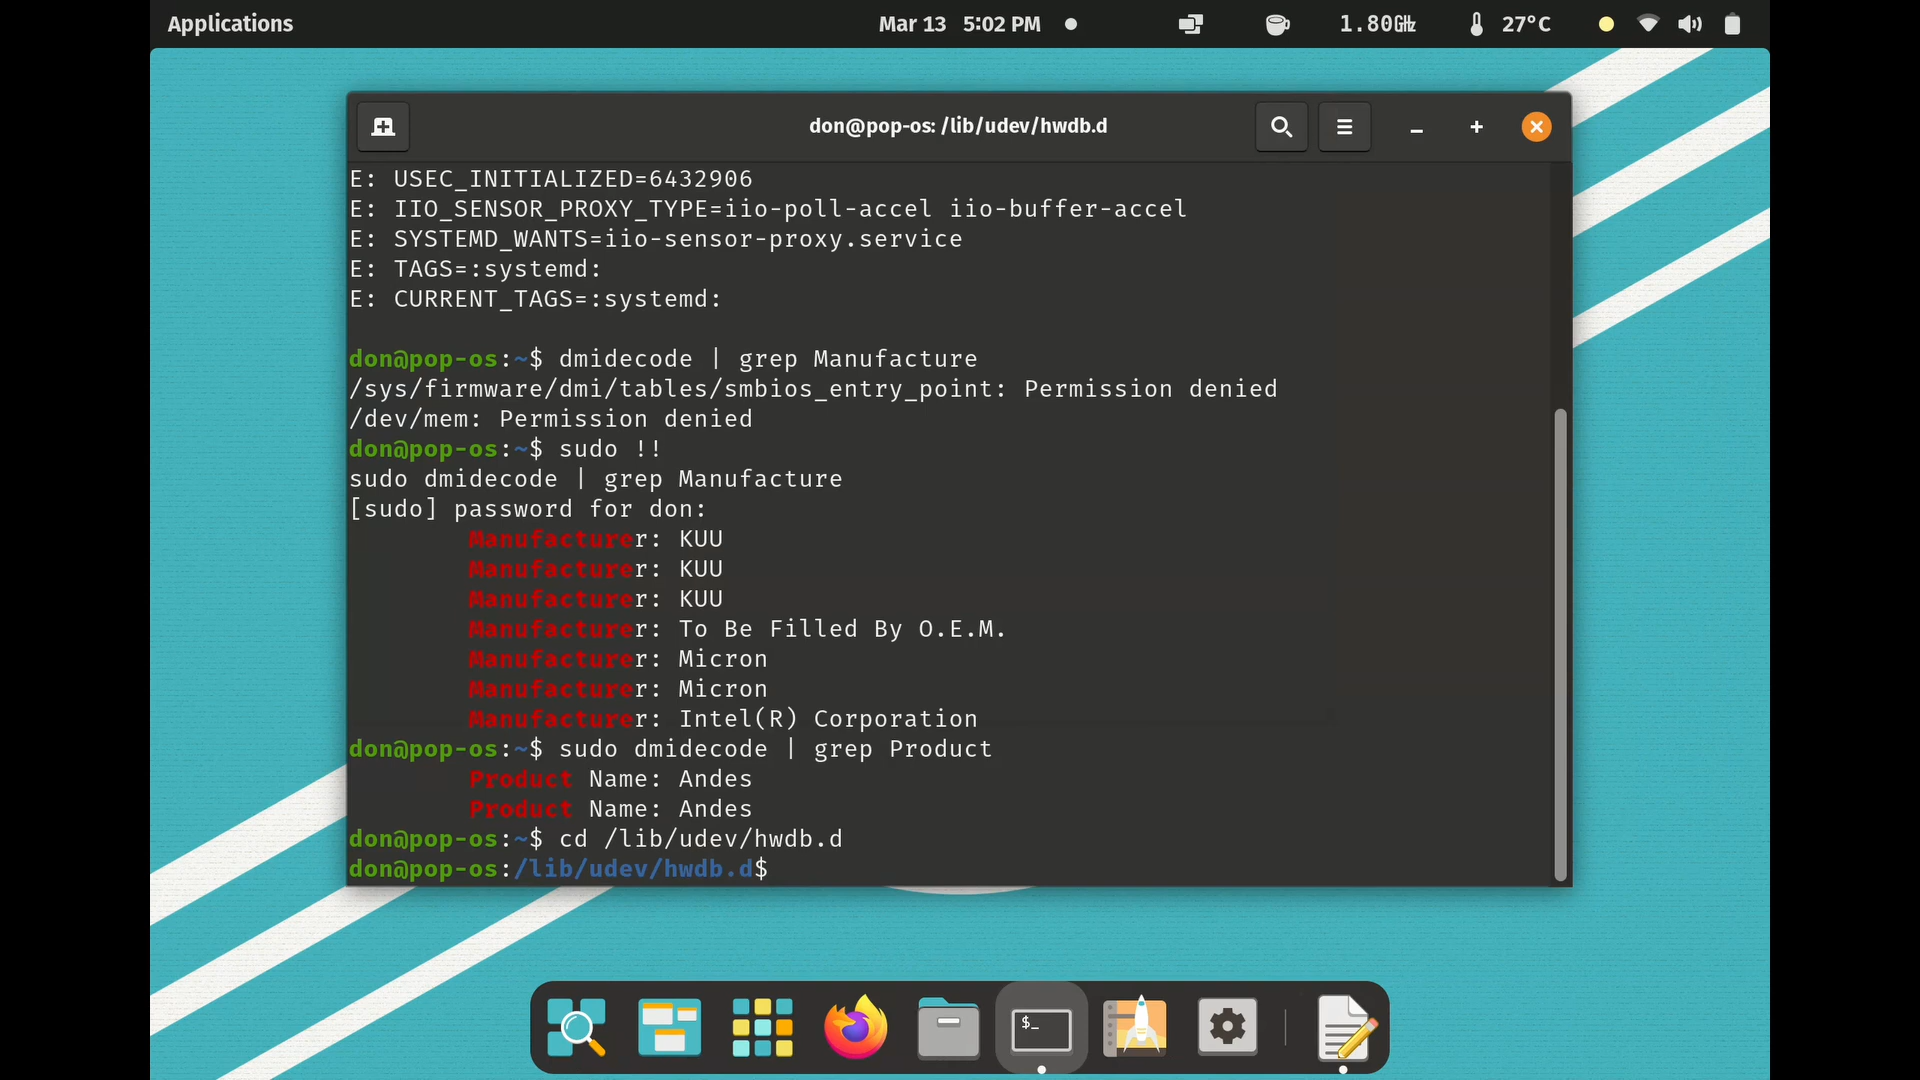 Applications
Mar 13 5:02 PM
1.80GHz
27°C
don@pop-os: /lib/udev/hwdb.d
E: USEC_INITIALIZED=6432906
E: IIO_SENSOR_PROXY_TYPE=iio-poll-accel iio-buffer-accel
E: SYSTEMD_WANTS=iio-sensor-proxy.service
E: TAGS=:systemd:
E: CURRENT_TAGS=:systemd:
don@pop-os:~$ dmidecode | grep Manufacture
/sys/firmware/dmi/tables/smbios_entry_point: Permission denied
/dev/mem: Permission denied
don@pop-os:~$ sudo !!
sudo dmidecode | grep Manufacture
[sudo] password for don:
Manufacturer: KUU
Manufacturer: KUU
Manufacturer: KUU
Manufacturer: To Be Filled By O.E.M.
Manufacturer: Micron
Manufacturer: Micron
Manufacturer: Intel(R) Corporation
don@pop-os:~$ sudo dmidecode | grep Product
Product Name: Andes
Product Name: Andes
don@pop-os:~$ cd /lib/udev/hwdb.d
don@pop-os:/lib/udev/hwdb.d$
$_